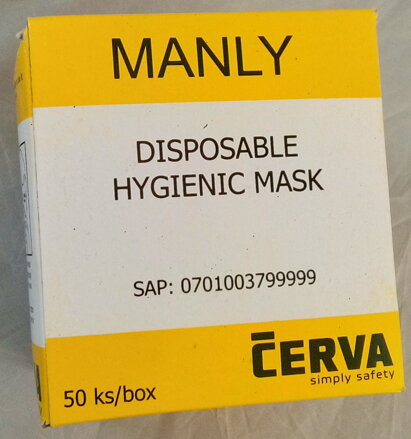 MANLY
DISPOSABLE
HYGIENIC MASK
SAP: 0701003799999
ČERVA
simply safety
50 ks/box